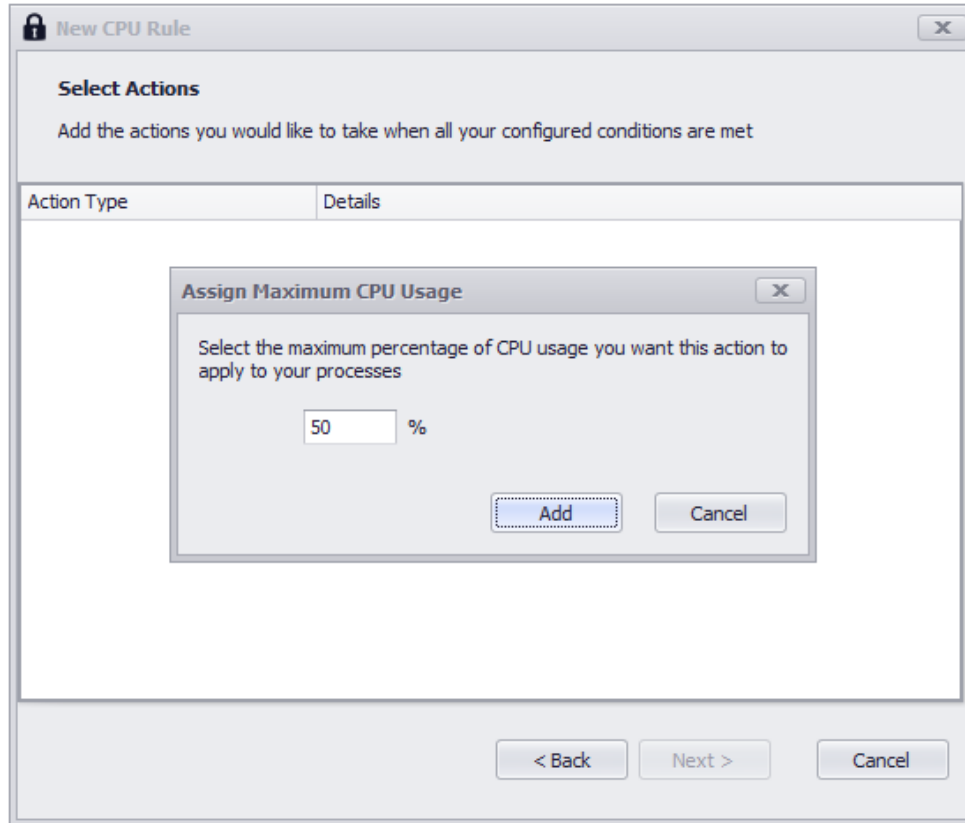 New CPU Rule
Select Actions
Add the actions you would like to take when all your configured conditions are met
Action Type
Details
Assign Maximum CPU Usage
Select the maximum percentage of CPU usage you want this action to
apply to your processes
50 %
Add
Cancel
< Back
Next >
Cancel